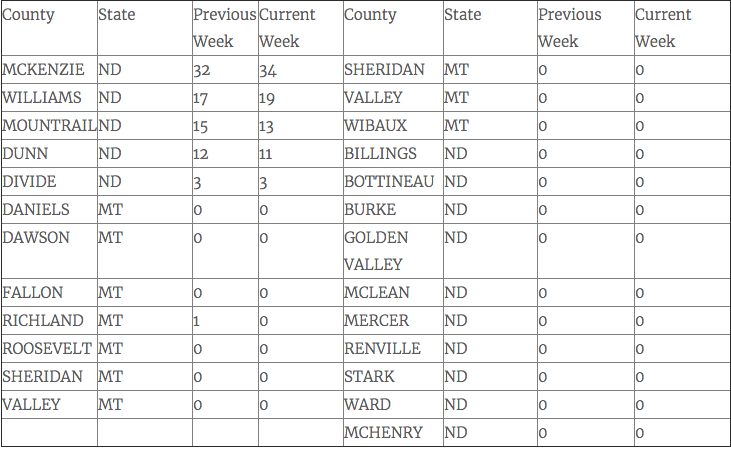 County State Previous Week Current Week County State Previous Week Current Week
MCKENZIE ND 32 34 SHERIDAN MT 0 0
WILLIAMS ND 17 19 VALLEY MT 0 0
MOUNTRAIL ND 15 13 WIBAUX MT 0 0
DUNN ND 12 11 BILLINGS ND 0 0
DIVIDE ND 3 3 BOTTINEAU ND 0 0
DANIELS MT 0 0 BURKE ND 0 0
DAWSON MT 0 0 GOLDEN VALLEY ND 0 0
FALLON MT 0 0 MCLEAN ND 0 0
RICHLAND MT 1 0 MERCER ND 0 0
ROOSEVELT MT 0 0 RENVILLE ND 0 0
SHERIDAN MT 0 0 STARK ND 0 0
VALLEY MT 0 0 WARD ND 0 0
MCHENRY ND 0 0